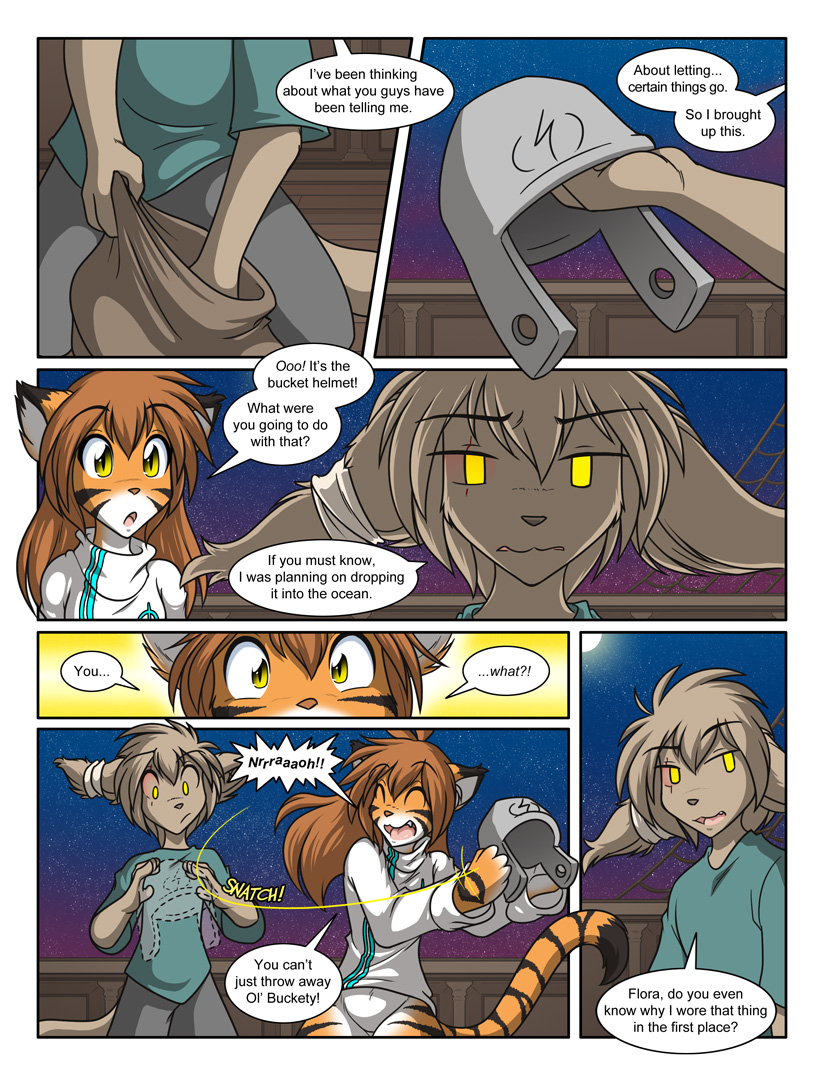 I've been thinking
about what you guys have
been telling me.
About letting...
certain things go.
So I brought
up this.
Ooo! It's the
bucket helmet!
What were
you going to do
with that?
If you must know,
I was planning on dropping
it into the ocean.
You...
...what?!
Nrrraaaoh!!
SNATCH!
You can't
just throw away
Ol' Buckety!
Flora, do you even
know why I wore that thing
in the first place?